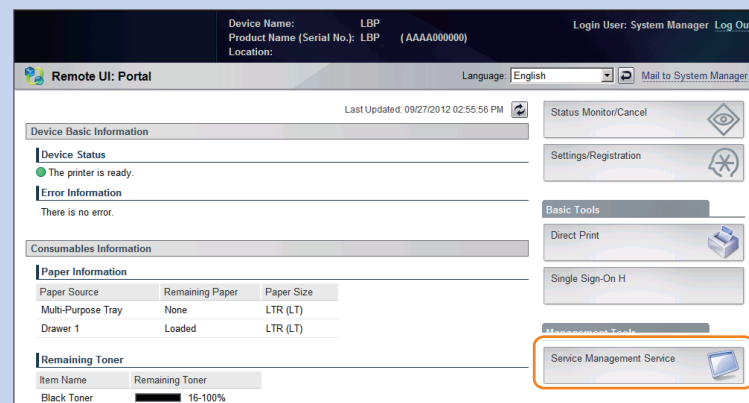 Device Name: LBP
Product Name (Serial No.): LBP (AAAA000000)
Location:
Login User: System Manager Log Ou
Remote UI: Portal
Language: English
Mail to System Manager
Last Updated: 09/27/2012 02:55:56 PM
Device Basic Information
Device Status
The printer is ready.
Error Information
There is no error.
Consumables Information
Paper Information
Paper Source Remaining Paper Paper Size
Multi-Purpose Tray None LTR (LT)
Drawer 1 Loaded LTR (LT)
Remaining Toner
Item Name Remaining Toner
Black Toner 16-100%
Status Monitor/Cancel
Settings/Registration
Basic Tools
Direct Print
Single Sign-On H
Management Tools
Service Management Service